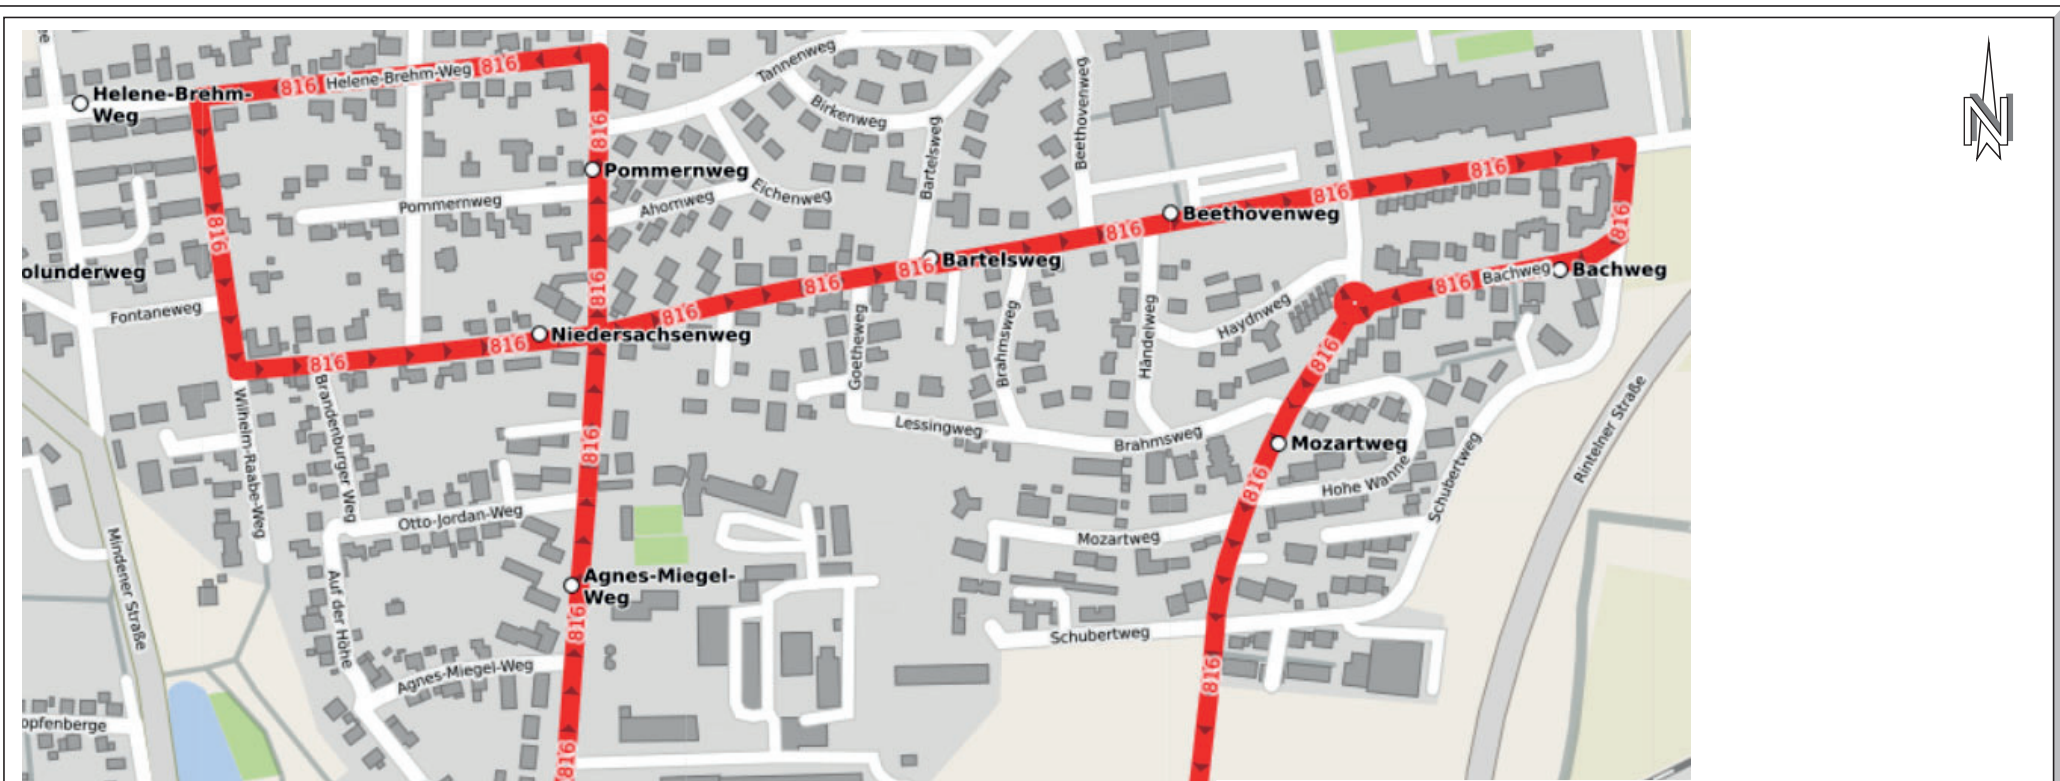 816 Helene-Brehm-Weg 816
Helene-Brehm-
Weg
Tannenweg
Birkenweg
Beethovenweg
N
816
816
Pommernweg
Bartelsweg
816
Eichenweg
Pommernweg
Ahornweg
816
Beethovenweg
816
816
816
Bartelsweg
816
Bachweg
Bachweg
816
olunderweg
816
816
816
Fontaneweg
816
Haydnweg
Niedersachsenweg
816
816
Goetheweg
Brahmsweg
Händelweg
816
Wilhelm-Raabe-Weg
Brandenburger Weg
Rintelner Straße
Lessingweg
Brahmsweg
816
Mozartweg
Hohe Wanne
816
Schubertweg
Otto-Jordan-Weg
Mozartweg
Mindener Straße
Auf der Höhe
Agnes-Miegel-
Weg
816
Schubertweg
Agnes-Miegel-Weg
816
opfenberge
816